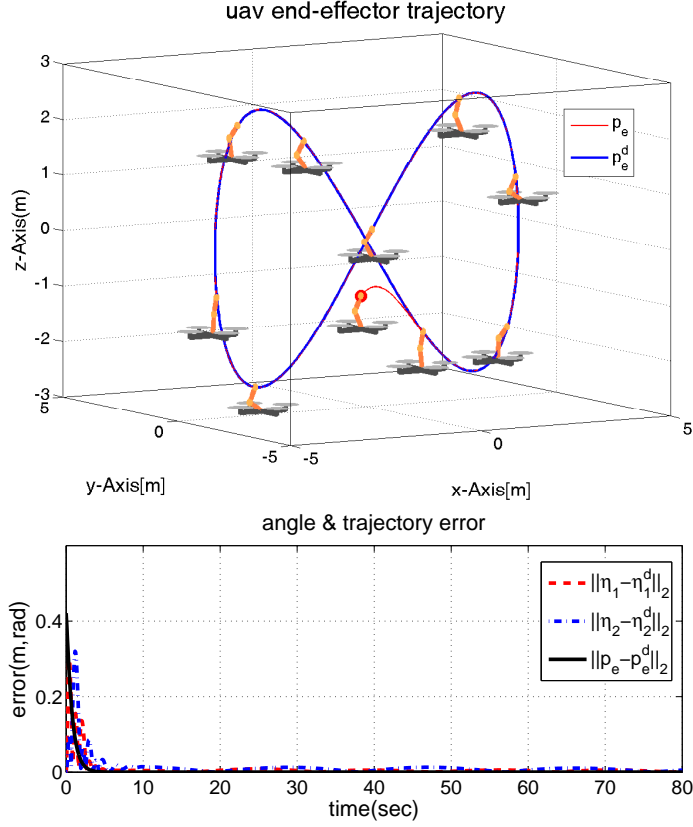 uav end-effector trajectory
3
2
1
0
-1
-2
-3
z-Axis(m)
5
0
-5
y-Axis[m]
-5
0
5
x-Axis[m]
p_e
p_e^d
angle & trajectory error
error(m,rad)
0.4
0.2
0
||η_1−η_1^d||_2
||η_2−η_2^d||_2
||p_e−p_e^d||_2
0 10 20 30 40 50 60 70 80
time(sec)